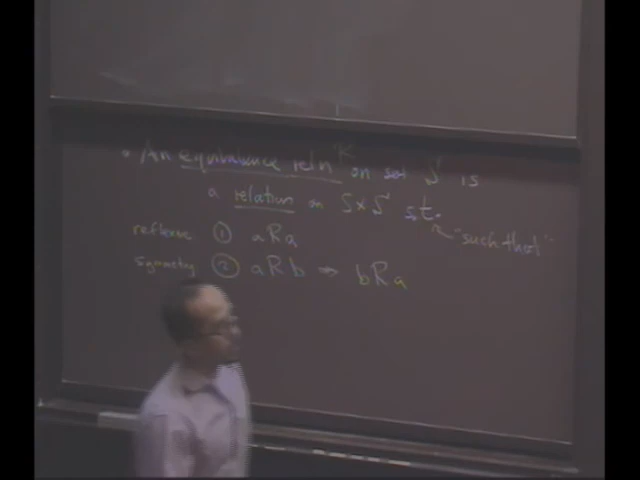 • An equivalence reln R on set S is
a relation on S×S s.t.
"such that"
reflexive ① aRa
symmetry ② aRb ⇒ bRa